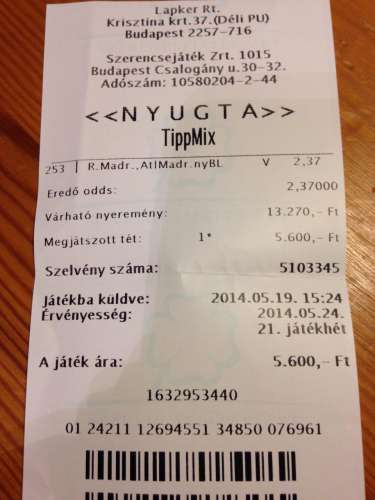 Lapker Rt.
Krisztina krt.37.(Déli PU)
Budapest 2257-716
Szerencsejáték Zrt. 1015
Budapest Csalogány u.30-32.
Adószám: 10580204-2-44
<<NYUGTA>>
TippMix
253 | R.Madr.,AtlMadr.nyBL V 2,37
Eredő odds: 2,37000
Várható nyeremény: 13.270,- Ft
Megjátszott tét: 1* 5.600,- Ft
Szelvény száma: 5103345
Játékba küldve: 2014.05.19. 15:24
Érvényesség: 2014.05.24.
21. játékhét
A játék ára: 5.600,- Ft
1632953440
01 24211 12694551 34850 076961